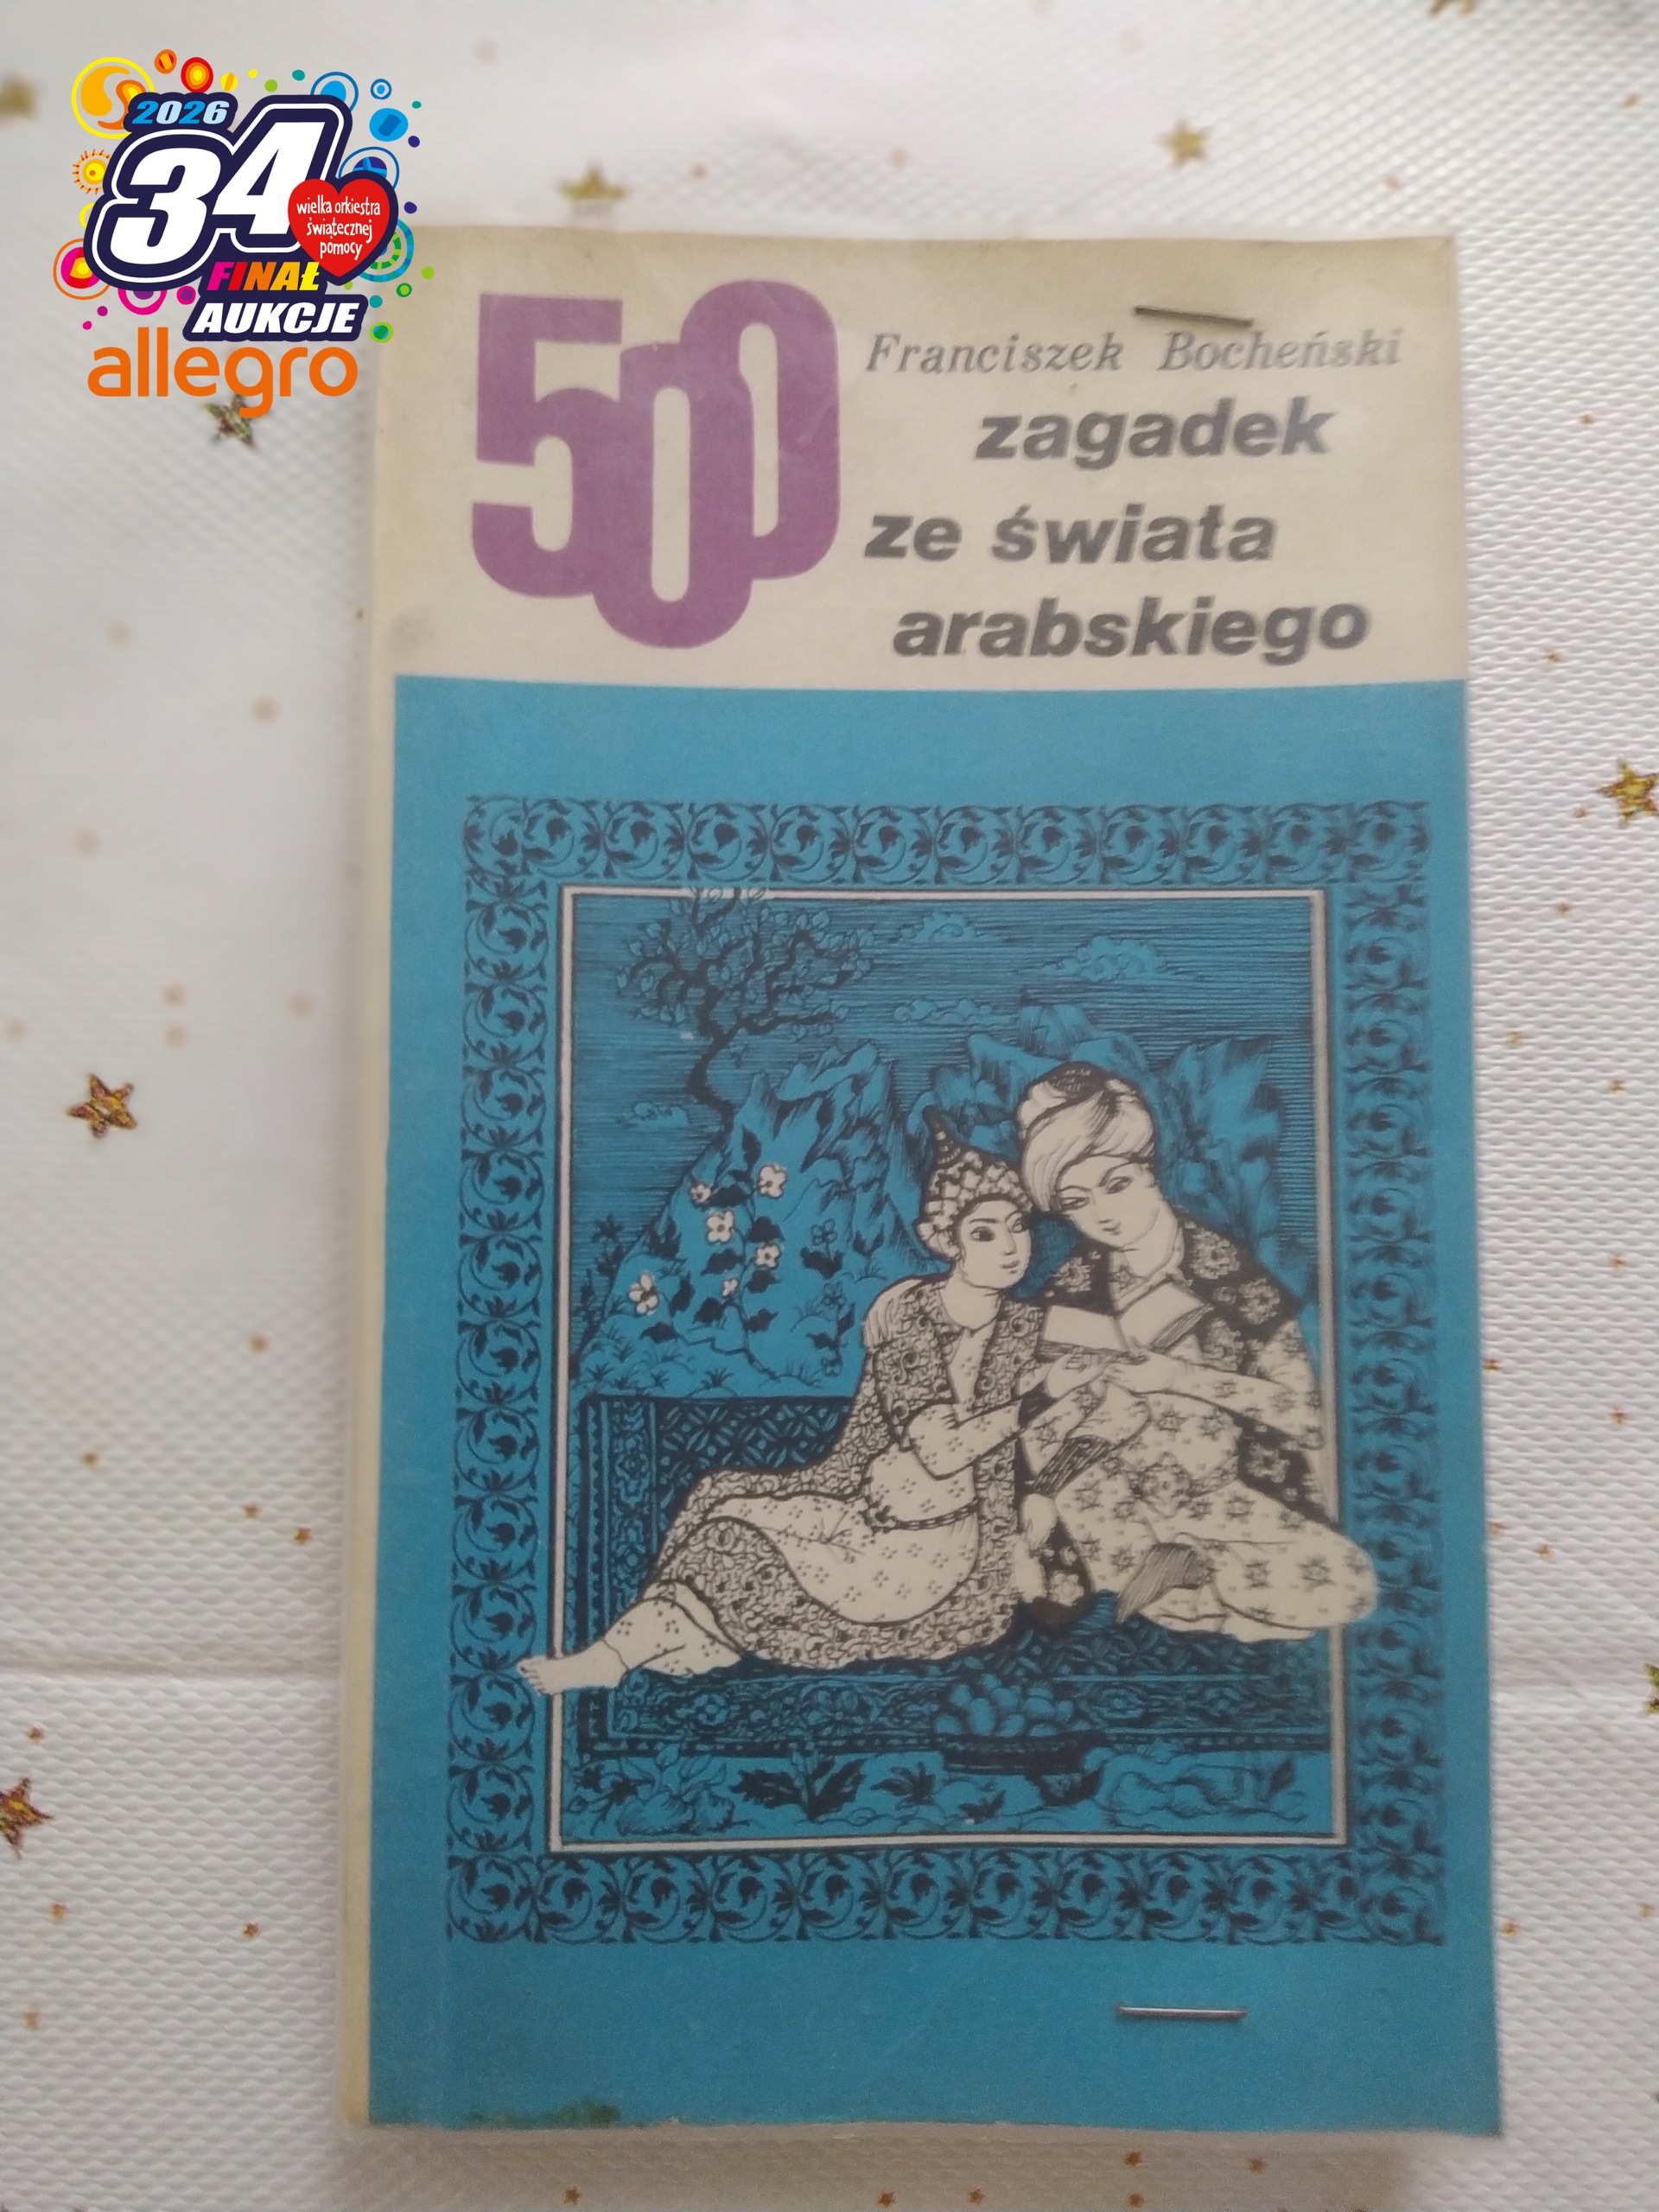 2026
34
wielka orkiestra
świątecznej
pomocy
FINAŁ
AUKCJE
allegro
500
Franciszek Bocheński
zagadek
ze świata
arabskiego